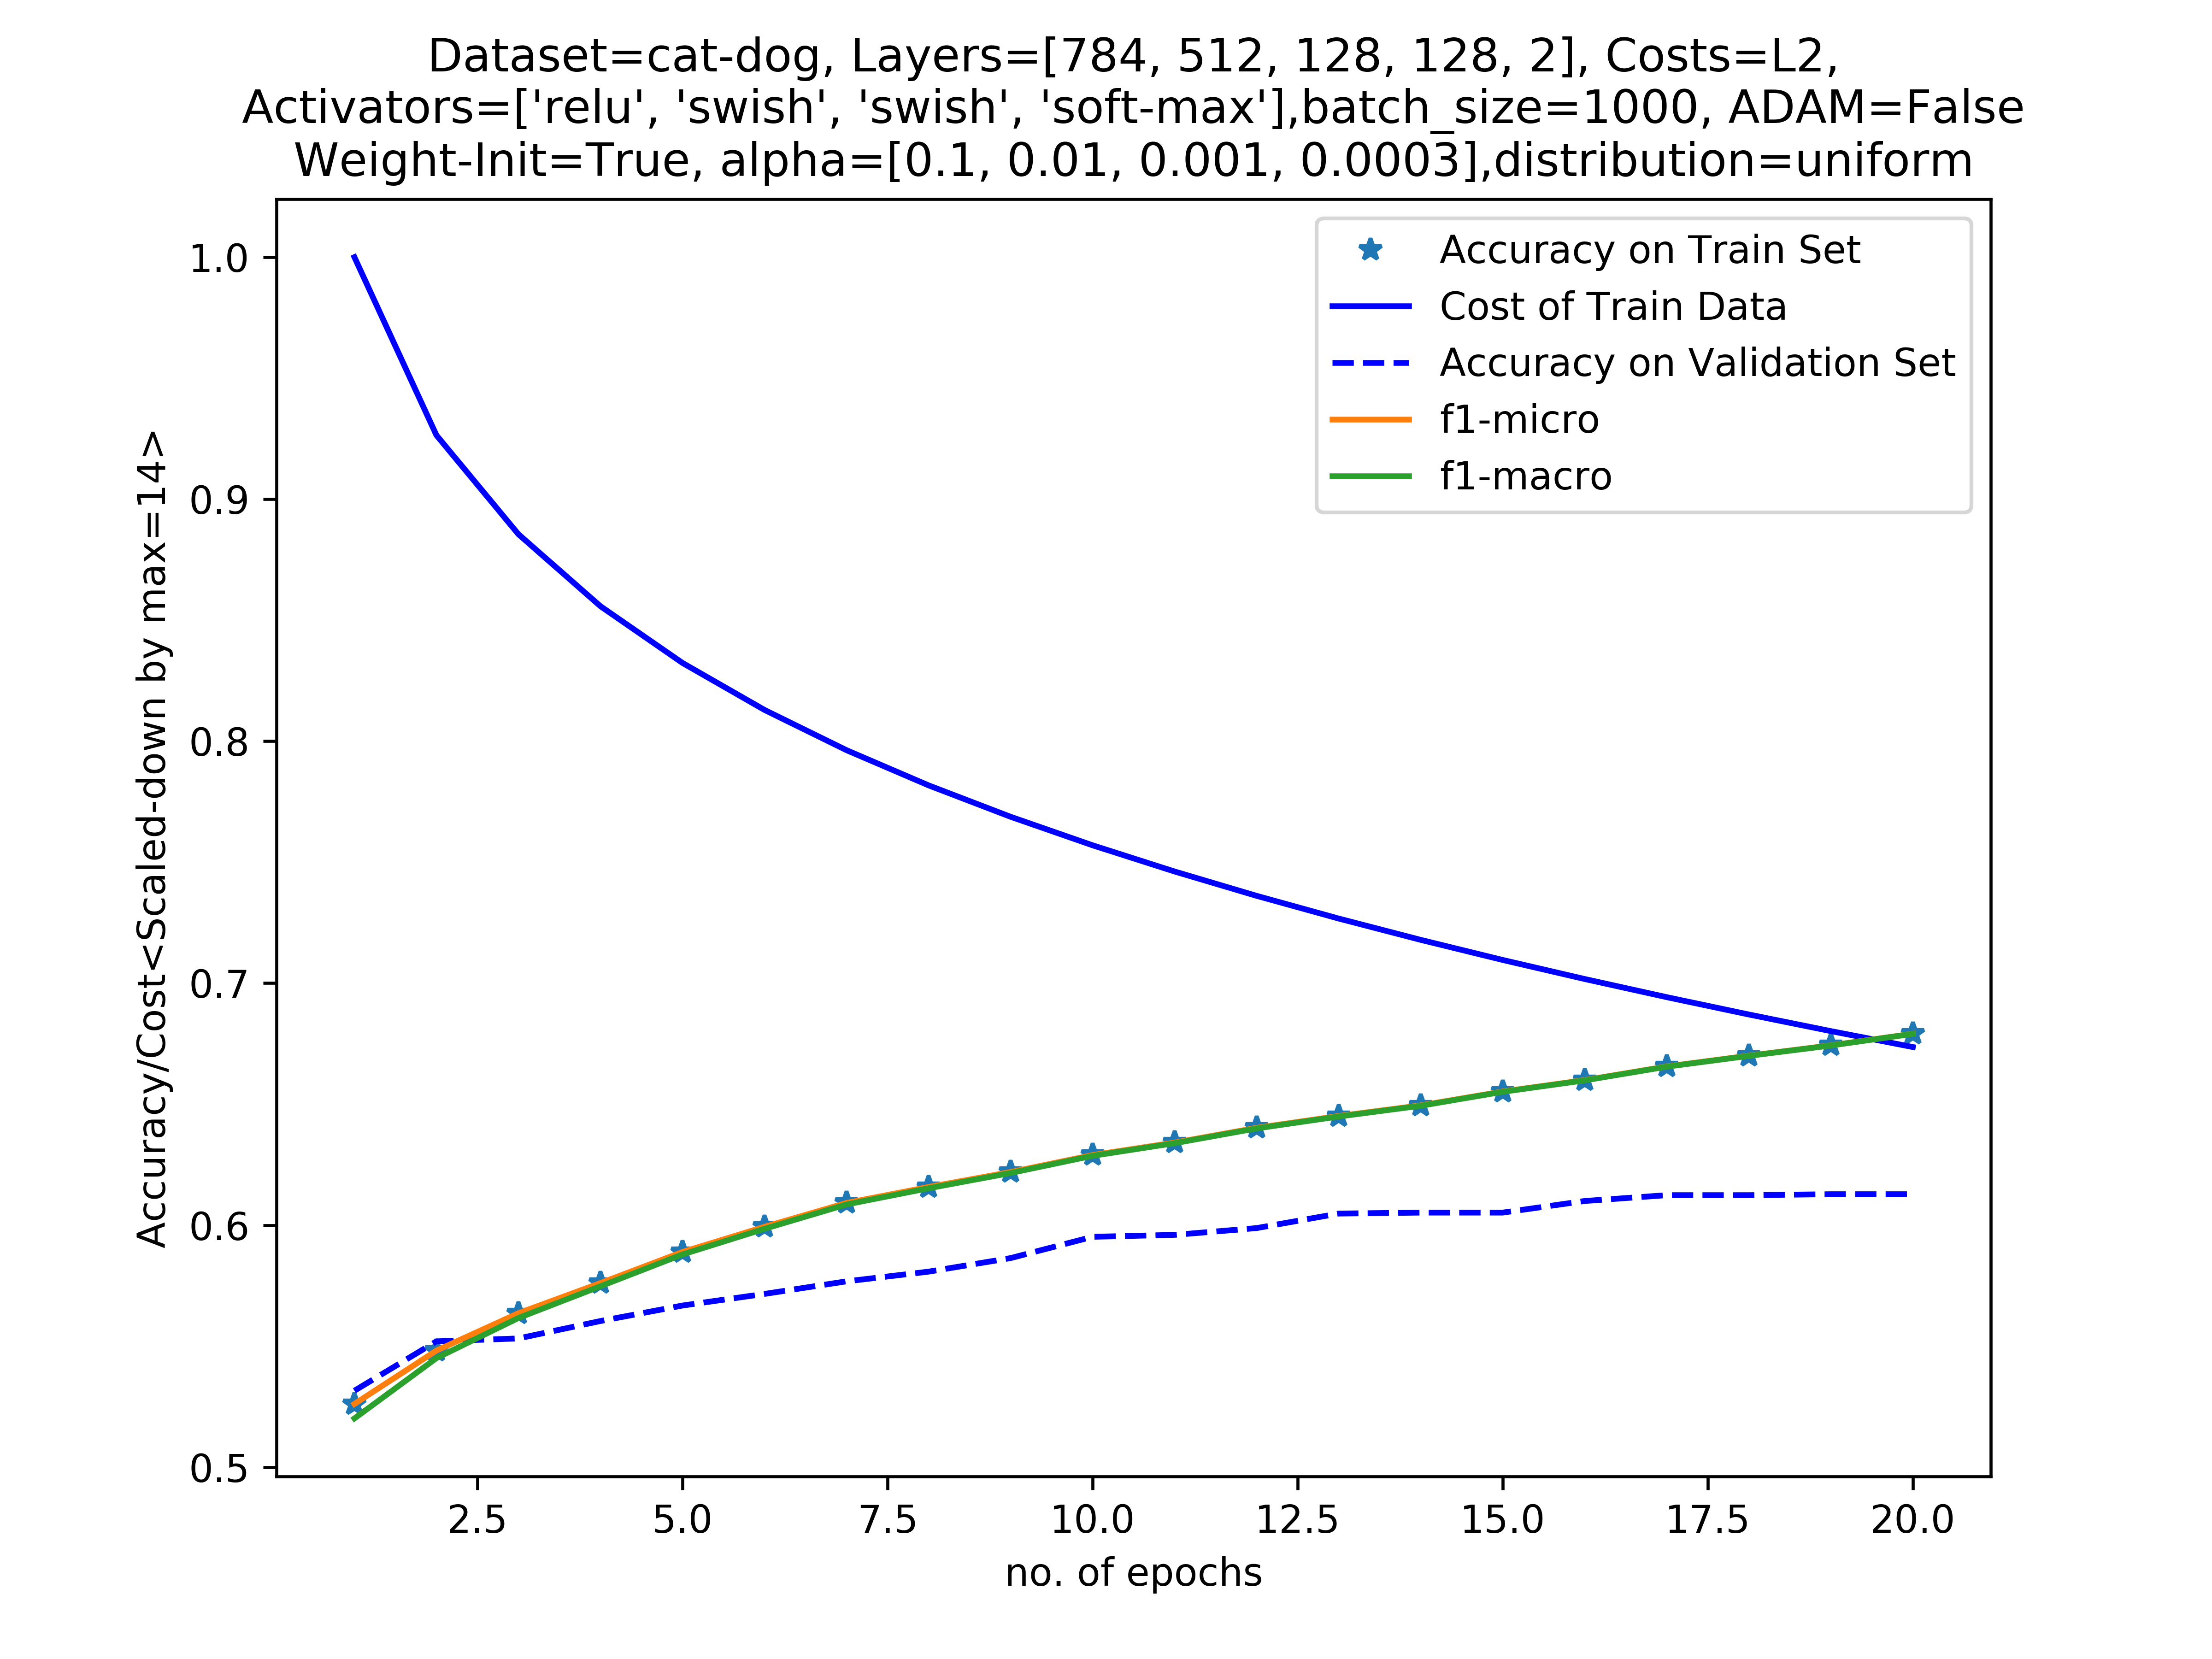 Dataset=cat-dog, Layers=[784, 512, 128, 128, 2], Costs=L2,
Activators=['relu', 'swish', 'swish', 'soft-max'],batch_size=1000, ADAM=False
Weight-Init=True, alpha=[0.1, 0.01, 0.001, 0.0003],distribution=uniform
Accuracy on Train Set
Cost of Train Data
Accuracy on Validation Set
f1-micro
f1-macro
Accuracy/Cost<Scaled-down by max=14>
1.0
0.9
0.8
0.7
0.6
0.5
2.5 5.0 7.5 10.0 12.5 15.0 17.5 20.0
no. of epochs